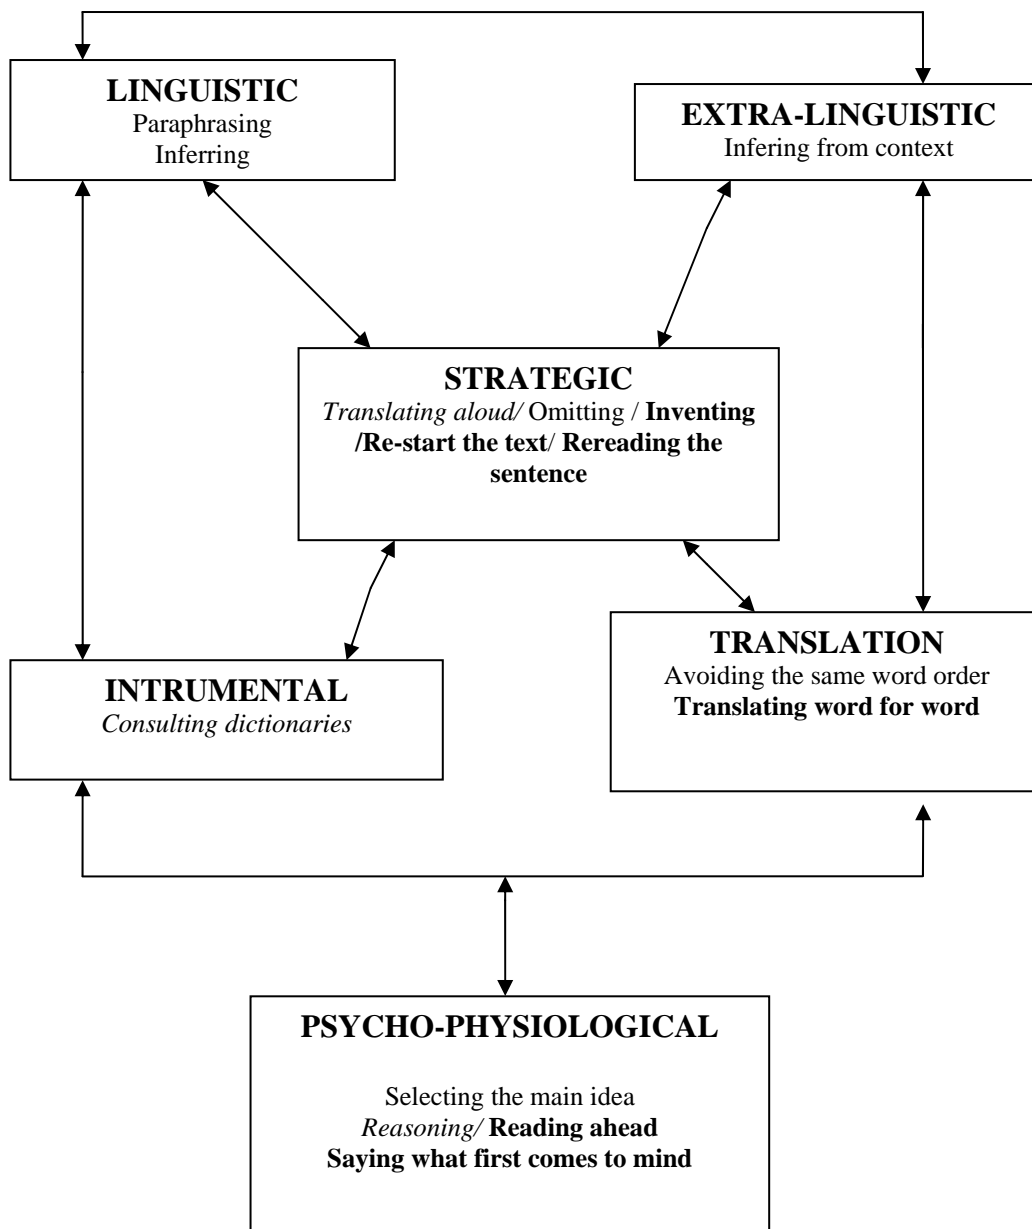 LINGUISTIC
Paraphrasing
Inferring
EXTRA-LINGUISTIC
Infering from context
STRATEGIC
Translating aloud/ Omitting / Inventing
/Re-start the text/ Rereading the
sentence
TRANSLATION
Avoiding the same word order
Translating word for word
INTRUMENTAL
Consulting dictionaries
PSYCHO-PHYSIOLOGICAL
Selecting the main idea
Reasoning/ Reading ahead
Saying what first comes to mind